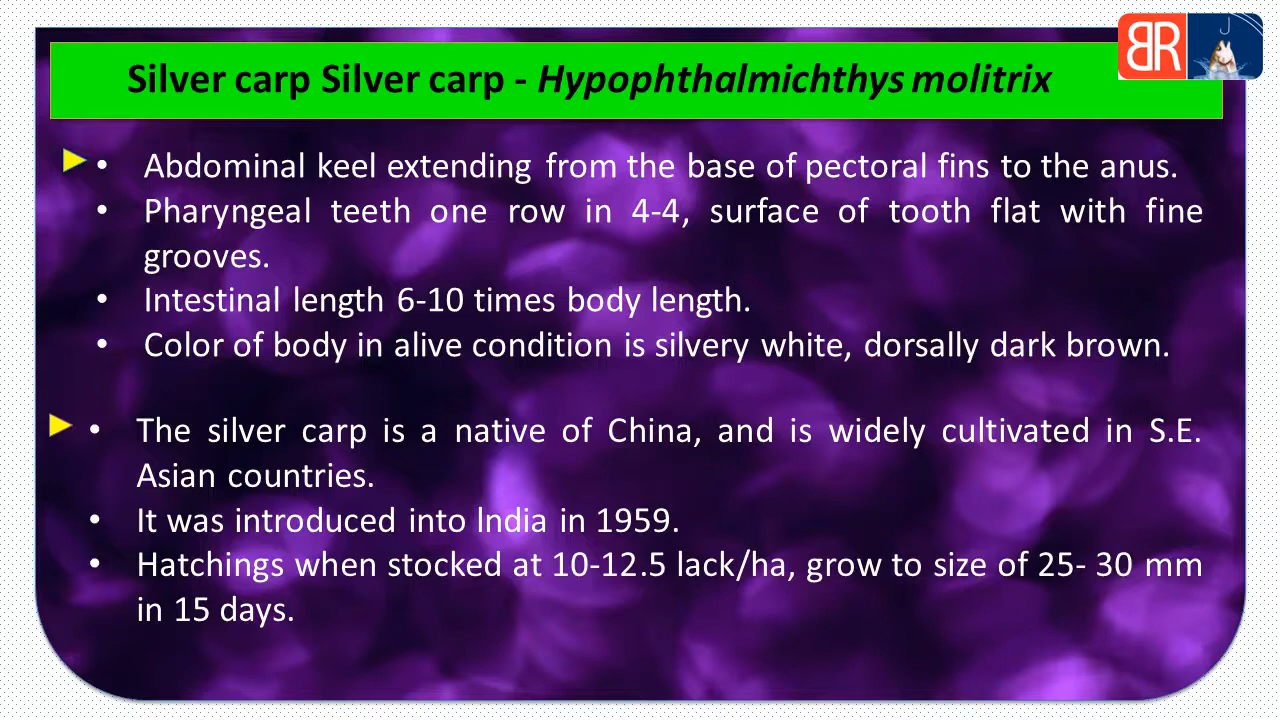 BR
Silver carp Silver carp - Hypophthalmichthys molitrix
• Abdominal keel extending from the base of pectoral fins to the anus.
• Pharyngeal teeth one row in 4-4, surface of tooth flat with fine
grooves.
• Intestinal length 6-10 times body length.
• Color of body in alive condition is silvery white, dorsally dark brown.
• The silver carp is a native of China, and is widely cultivated in S.E.
Asian countries.
• It was introduced into lndia in 1959.
• Hatchings when stocked at 10-12.5 lack/ha, grow to size of 25- 30 mm
in 15 days.